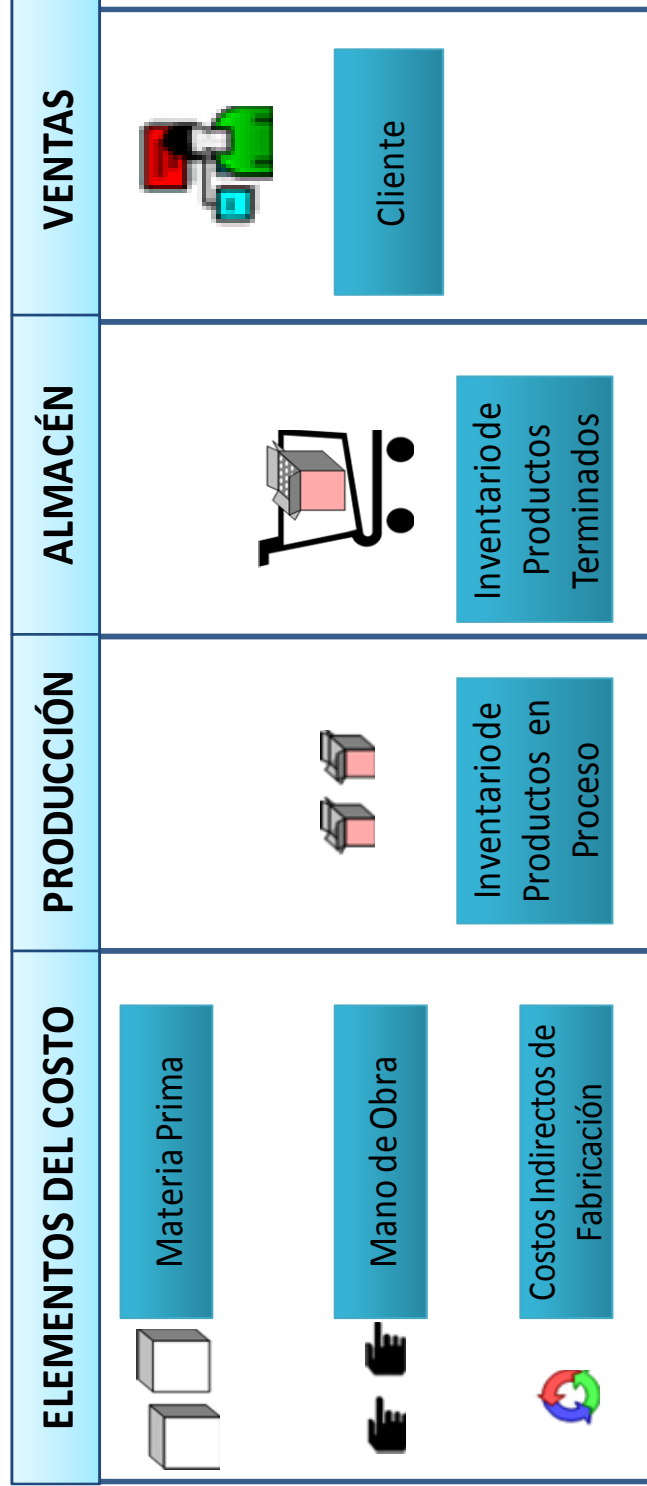 ELEMENTOS DEL COSTO
PRODUCCIÓN
ALMACÉN
VENTAS
Materia Prima
Mano de Obra
Costos Indirectos de
Fabricación
Inventario de
Productos en
Proceso
Inventario de
Productos
Terminados
Cliente